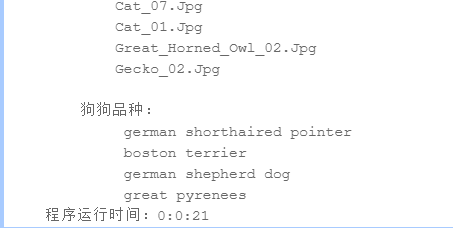 Cat_07.Jpg
Cat_01.Jpg
Great_Horned_Owl_02.Jpg
Gecko_02.Jpg
狗狗品种：
german shorthaired pointer
boston terrier
german shepherd dog
great pyrenees
程序运行时间：0:0:21